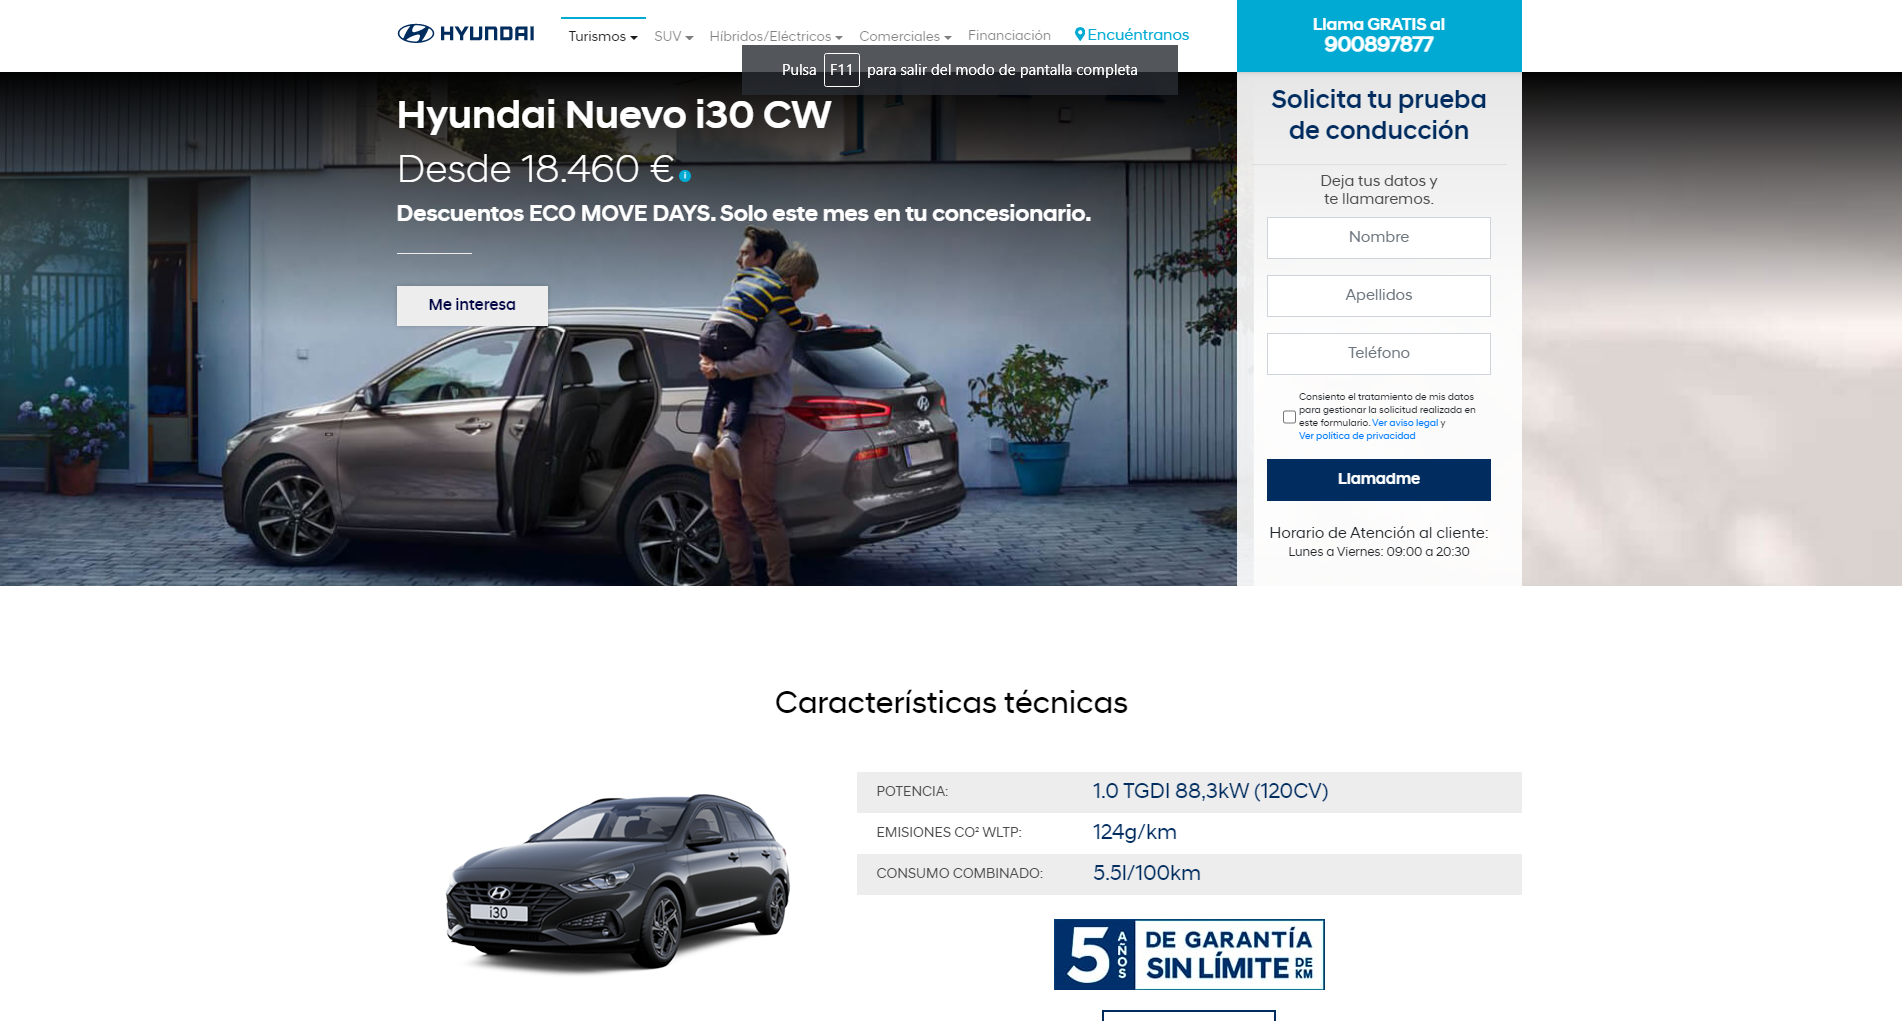 HYUNDAI
Turismos
SUV
Híbridos/Eléctricos
Comerciales
Financiación
Encuéntranos
Llama GRATIS al
900897877
Pulsa F11 para salir del modo de pantalla completa
Hyundai Nuevo i30 CW
Desde 18.460 € i
Descuentos ECO MOVE DAYS. Solo este mes en tu concesionario.
Me interesa
Solicita tu prueba
de conducción
Deja tus datos y
te llamaremos.
Nombre
Apellidos
Teléfono
Consiento el tratamiento de mis datos
para gestionar la solicitud realizada en
este formulario. Ver aviso legal y
Ver política de privacidad
Llamadme
Horario de Atención al cliente:
Lunes a Viernes: 09:00 a 20:30
Características técnicas
i30
POTENCIA: 1.0 TGDI 88,3kW (120CV)
EMISIONES CO² WLTP: 124g/km
CONSUMO COMBINADO: 5.5l/100km
5 AÑOS DE GARANTÍA
SIN LÍMITE DE KM